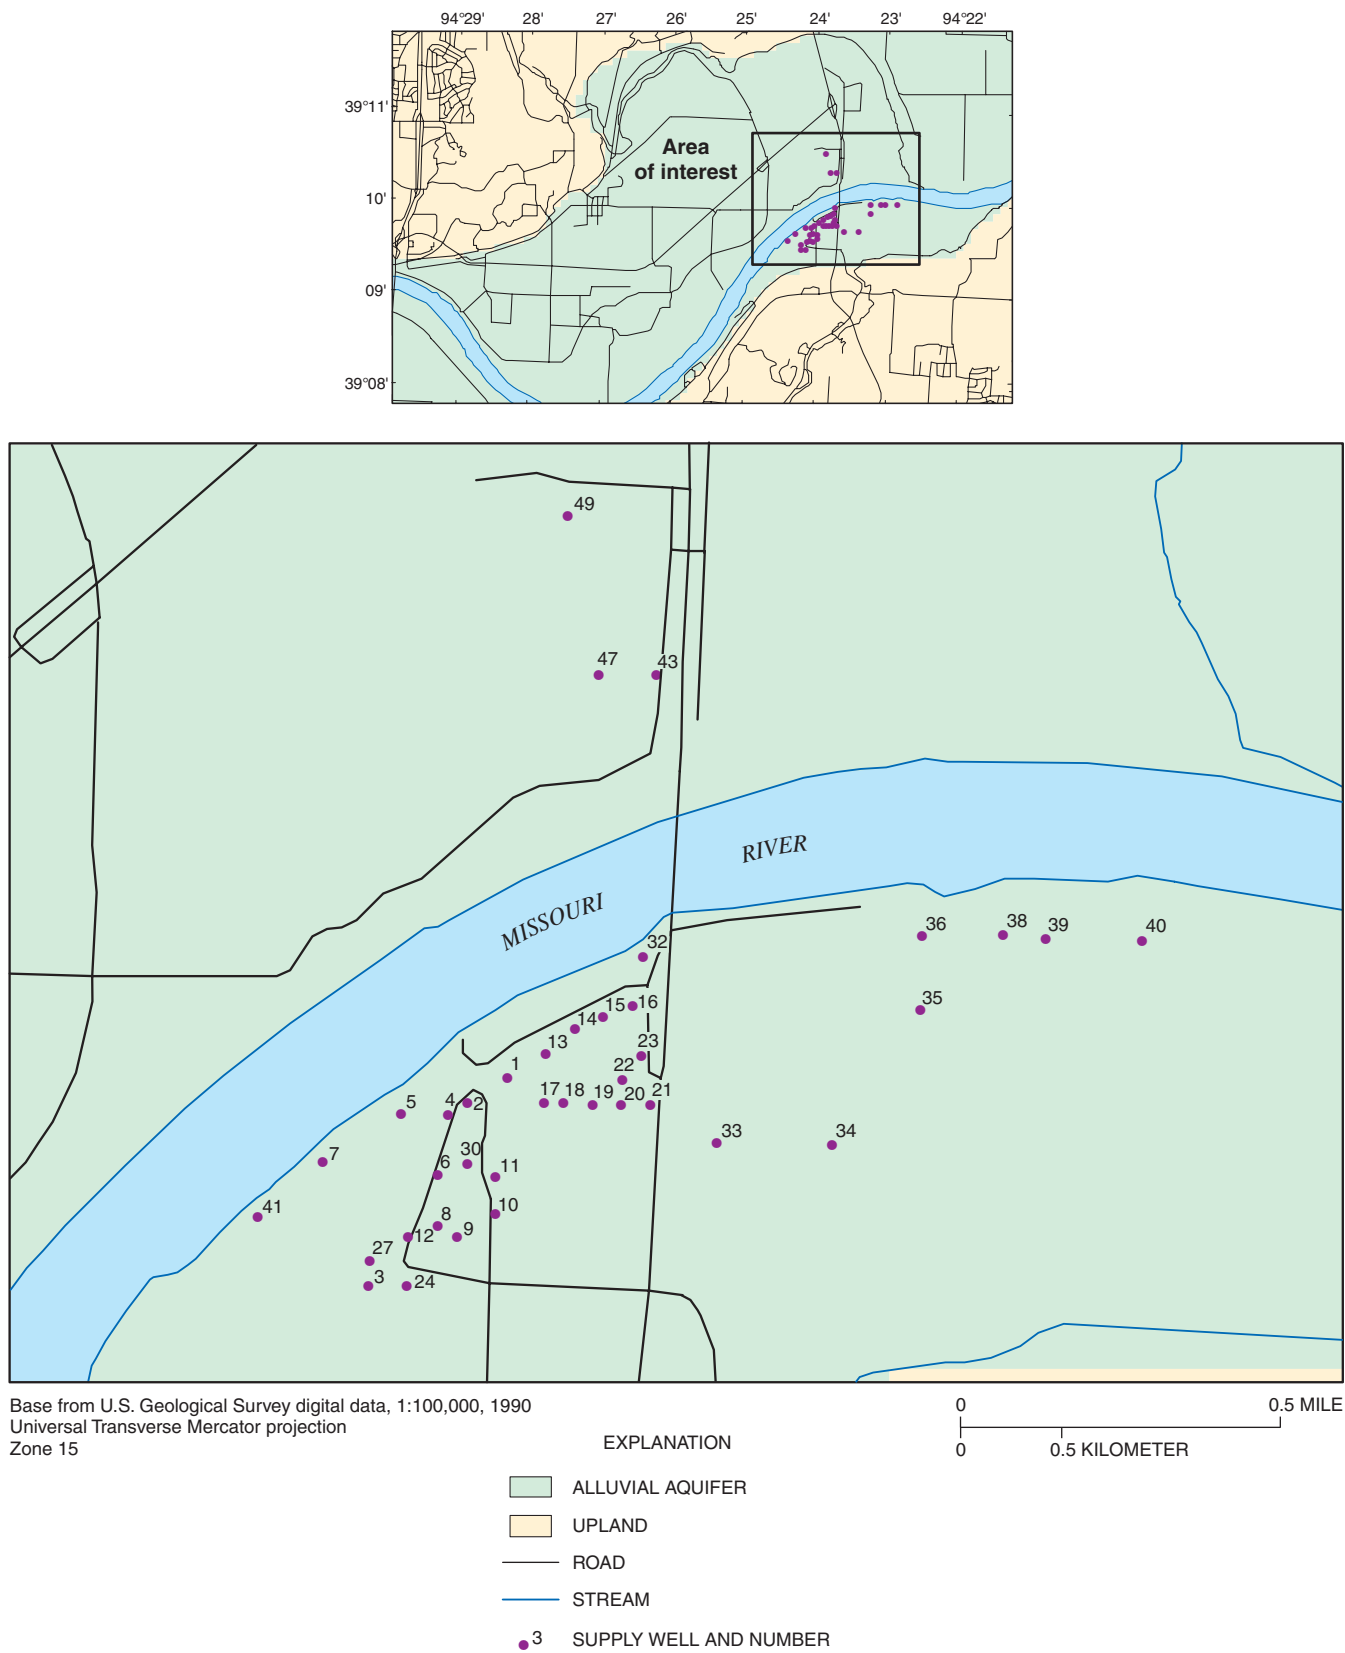 94°29' 28' 27' 26' 25' 24' 23' 94°22'
39°11'
10'
09'
39°08'
Area
of interest
49
47 43
RIVER
MISSOURI
32
36 38 39 40
35
16
15
14
13
23
1
22
17 18 19 20 21
5 4 2
33 34
7
6 30
11
10
41
8
12 9
27
3 24
Base from U.S. Geological Survey digital data, 1:100,000, 1990
Universal Transverse Mercator projection
Zone 15
0 0.5 MILE
0 0.5 KILOMETER
EXPLANATION
ALLUVIAL AQUIFER
UPLAND
ROAD
STREAM
3 SUPPLY WELL AND NUMBER